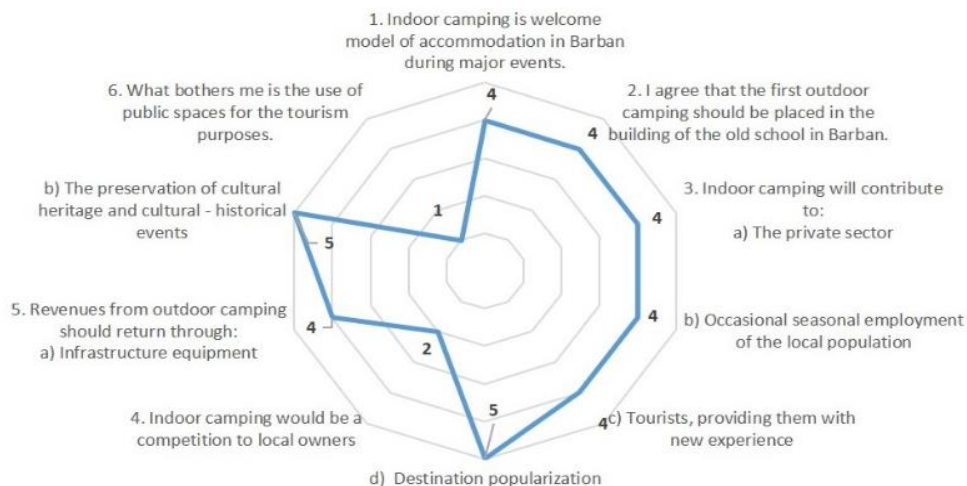 1. Indoor camping is welcome
model of accommodation in Barban
during major events.
4
2. I agree that the first outdoor
camping should be placed in the
building of the old school in Barban.
4
3. Indoor camping will contribute
to:
a) The private sector
4
b) Occasional seasonal employment
of the local population
4
c) Tourists, providing them with
new experience
4
d) Destination popularization
5
4. Indoor camping would be a
competition to local owners
2
5. Revenues from outdoor camping
should return through:
a) Infrastructure equipment
4
b) The preservation of cultural
heritage and cultural - historical
events
5
6. What bothers me is the use of
public spaces for the tourism
purposes.
1